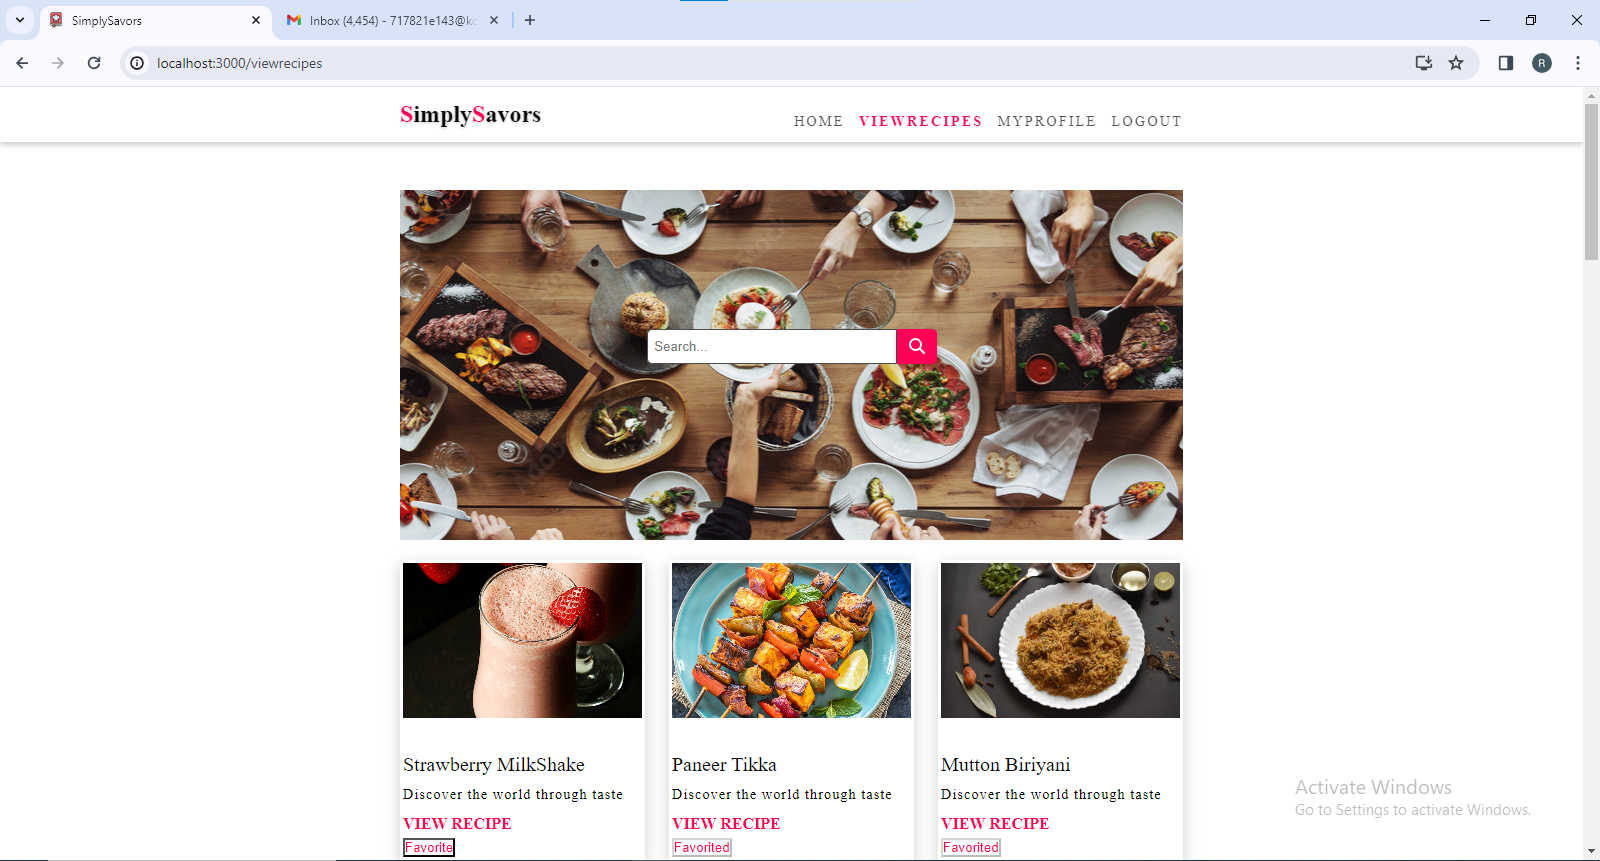 SimplySavors
Inbox (4,454) - 717821e143@kc
localhost:3000/viewrecipes
R
SimplySavors
HOME VIEWRECIPES MYPROFILE LOGOUT
Search...
Strawberry MilkShake
Discover the world through taste
VIEW RECIPE
Favorite
Paneer Tikka
Discover the world through taste
VIEW RECIPE
Favorited
Mutton Biriyani
Discover the world through taste
VIEW RECIPE
Favorited
Activate Windows
Go to Settings to activate Windows.